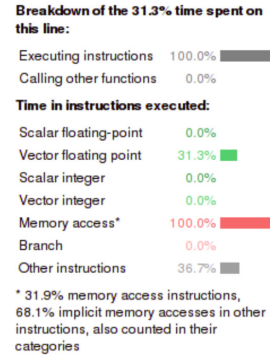 Breakdown of the 31.3% time spent on
this line:
Executing instructions 100.0%
Calling other functions 0.0%
Time in instructions executed:
Scalar floating-point 0.0%
Vector floating point 31.3%
Scalar integer 0.0%
Vector integer 0.0%
Memory access* 100.0%
Branch 0.0%
Other instructions 36.7%
* 31.9% memory access instructions,
68.1% implicit memory accesses in other
instructions, also counted in their
categories